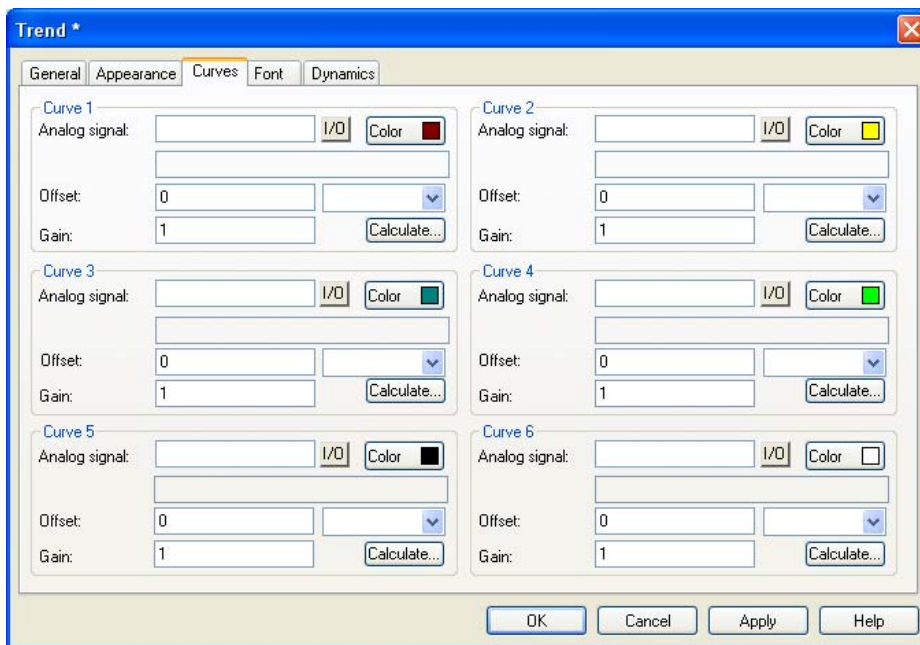 Trend *
General Appearance Curves Font Dynamics
Curve 1
Analog signal: I/O Color
Offset: 0
Gain: 1 Calculate...
Curve 2
Analog signal: I/O Color
Offset: 0
Gain: 1 Calculate...
Curve 3
Analog signal: I/O Color
Offset: 0
Gain: 1 Calculate...
Curve 4
Analog signal: I/O Color
Offset: 0
Gain: 1 Calculate...
Curve 5
Analog signal: I/O Color
Offset: 0
Gain: 1 Calculate...
Curve 6
Analog signal: I/O Color
Offset: 0
Gain: 1 Calculate...
OK Cancel Apply Help